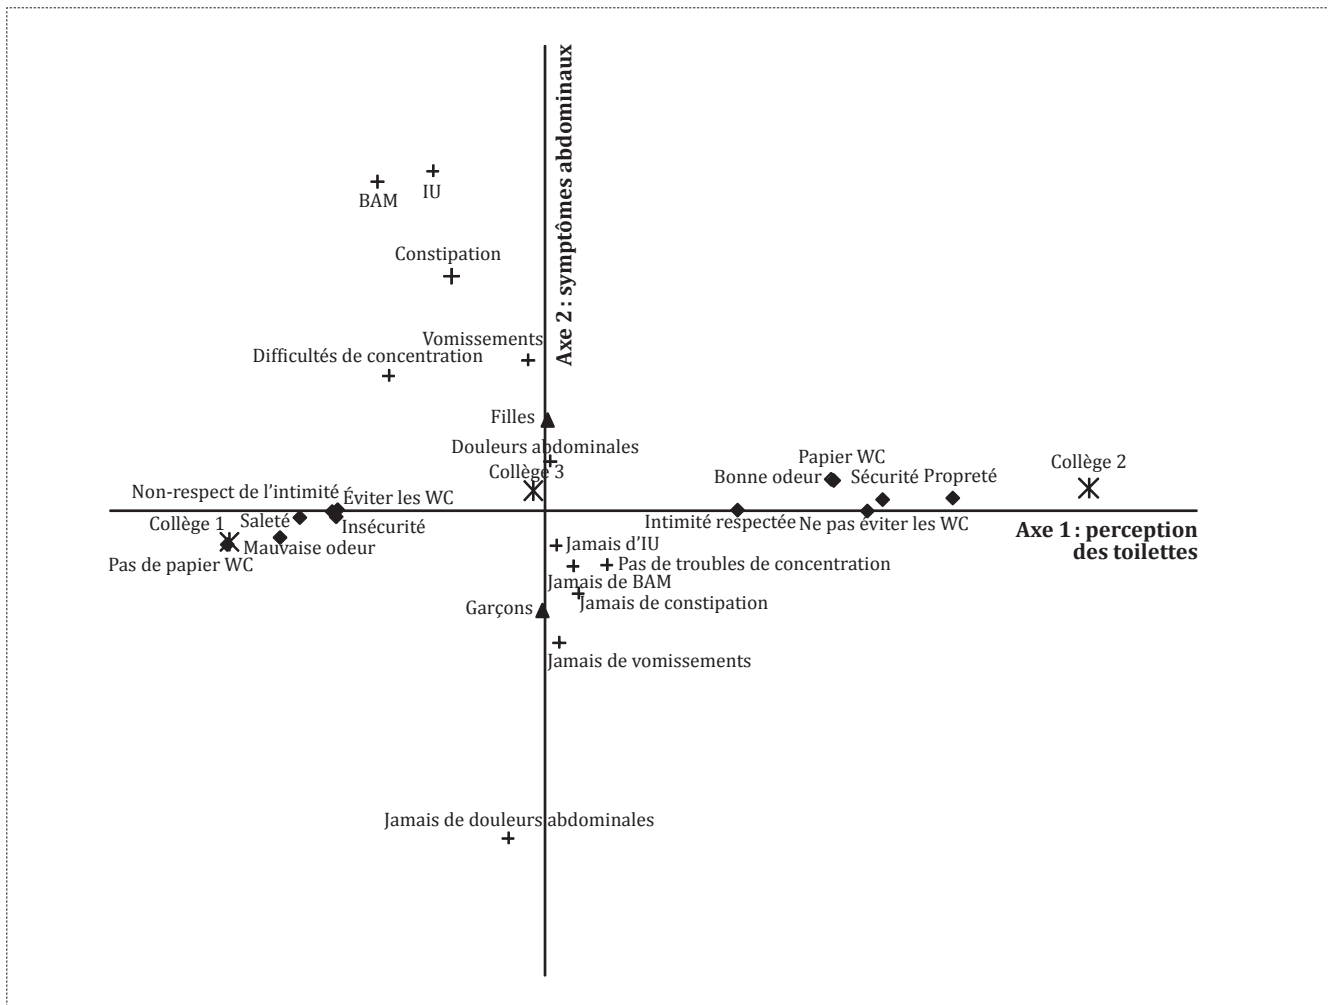 Axe 2 : symptômes abdominaux
BAM
IU
Constipation
Vomissements
Difficultés de concentration
Filles
Douleurs abdominales
Collège 3
Papier WC
Bonne odeur
Sécurité
Propreté
Collège 2
Non-respect de l'intimité
Éviter les WC
Collège 1
Saleté
Insécurité
Mauvaise odeur
Pas de papier WC
Intimité respectée
Ne pas éviter les WC
Axe 1 : perception
des toilettes
Jamais d'IU
Pas de troubles de concentration
Jamais de BAM
Jamais de constipation
Garçons
Jamais de vomissements
Jamais de douleurs abdominales